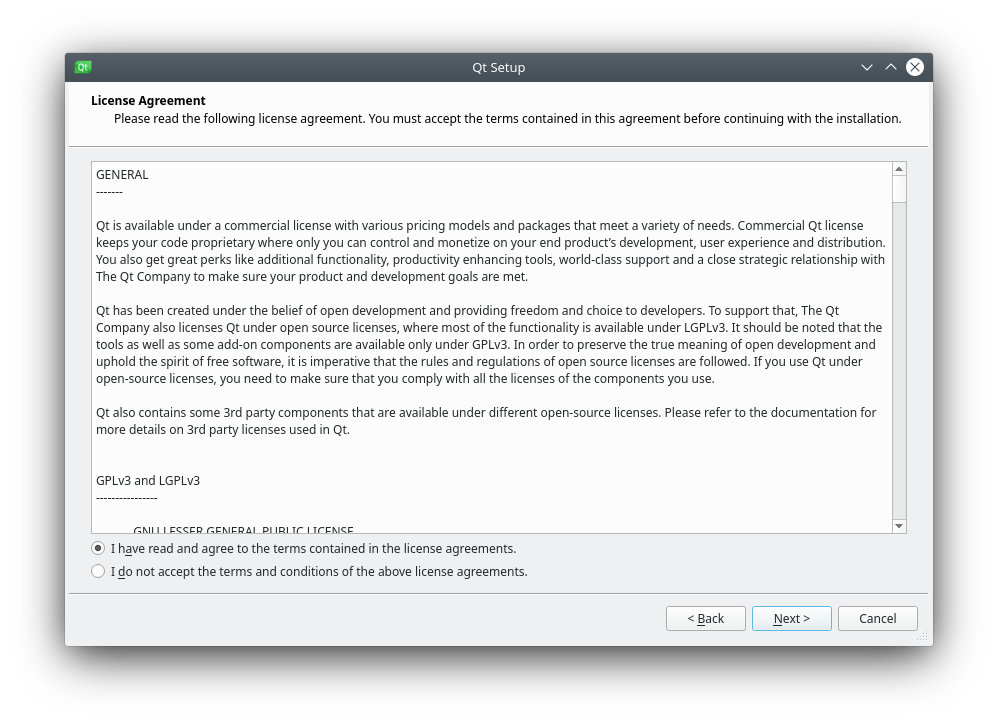 Qt
Qt Setup
License Agreement
Please read the following license agreement. You must accept the terms contained in this agreement before continuing with the installation.
GENERAL
-------
Qt is available under a commercial license with various pricing models and packages that meet a variety of needs. Commercial Qt license
keeps your code proprietary where only you can control and monetize on your end product's development, user experience and distribution.
You also get great perks like additional functionality, productivity enhancing tools, world-class support and a close strategic relationship with
The Qt Company to make sure your product and development goals are met.
Qt has been created under the belief of open development and providing freedom and choice to developers. To support that, The Qt
Company also licenses Qt under open source licenses, where most of the functionality is available under LGPLv3. It should be noted that the
tools as well as some add-on components are available only under GPLv3. In order to preserve the true meaning of open development and
uphold the spirit of free software, it is imperative that the rules and regulations of open source licenses are followed. If you use Qt under
open-source licenses, you need to make sure that you comply with all the licenses of the components you use.
Qt also contains some 3rd party components that are available under different open-source licenses. Please refer to the documentation for
more details on 3rd party licenses used in Qt.
GPLv3 and LGPLv3
----------------
GNU LESSER GENERAL PUBLIC LICENSE
I have read and agree to the terms contained in the license agreements.
I do not accept the terms and conditions of the above license agreements.
< Back
Next >
Cancel